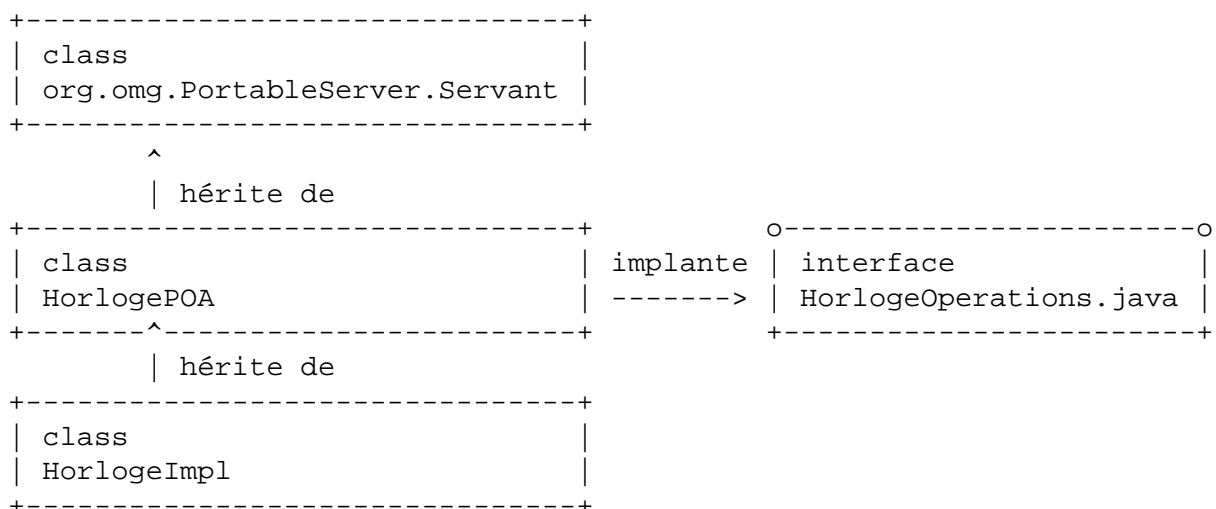 class
org.omg.PortableServer.Servant
hérite de
class
HorlogePOA
implante
interface
HorlogeOperations.java
hérite de
class
HorlogeImpl